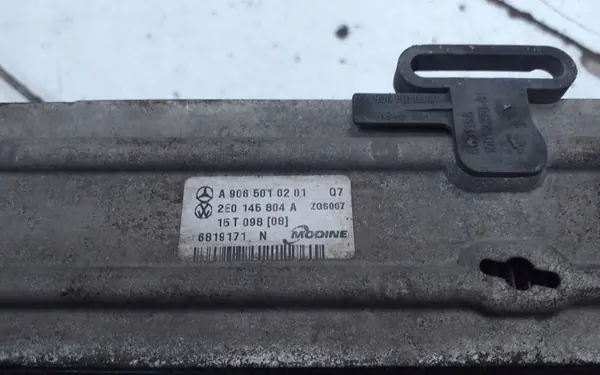 A 906 501 02 01 Q7
2E0 145 804 A ZGS007
15 T 098 [08]
6819171 N MODINE